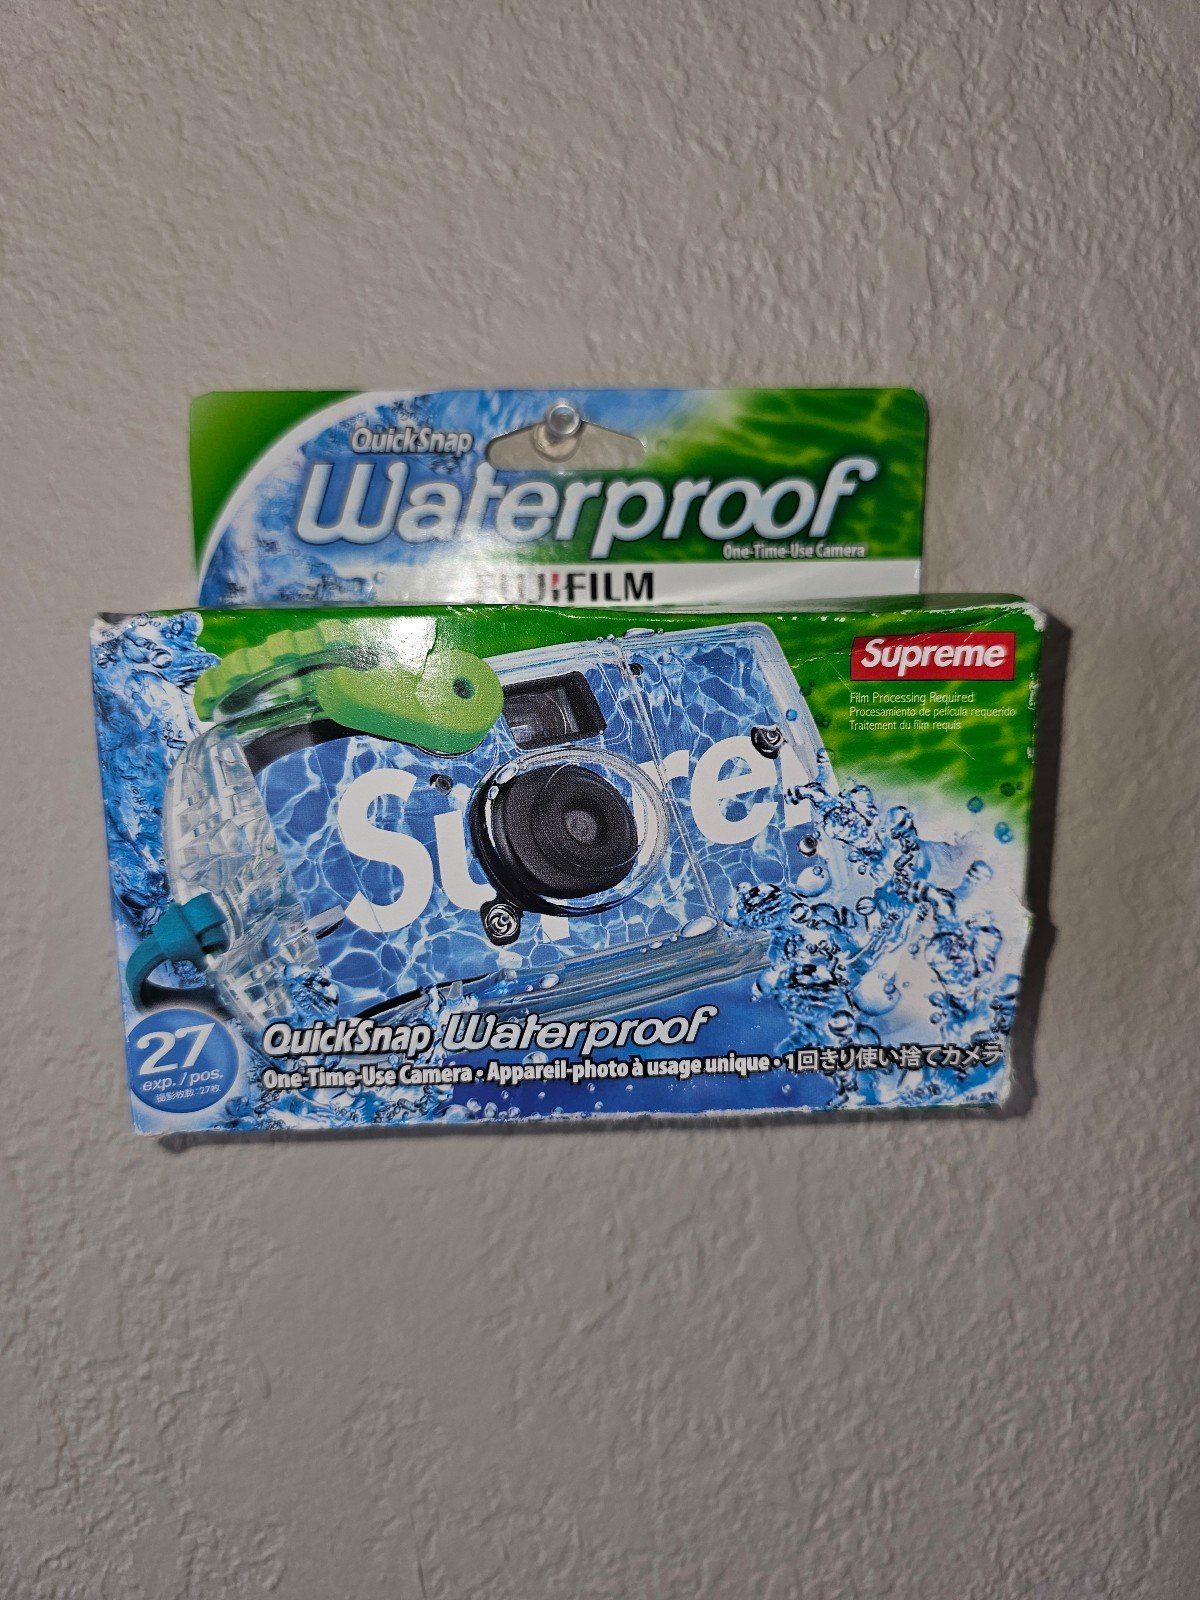 QuickSnap
Waterproof
One-Time-Use Camera
FUJIFILM
Supreme
Film Processing Required
Procesamiento de película requerido
Traitement du film requis
Supre
27
exp./pos.
撮影枚数:27枚
QuickSnap Waterproof
One-Time-Use Camera • Appareil-photo à usage unique • 1回きり使い捨てカメラ